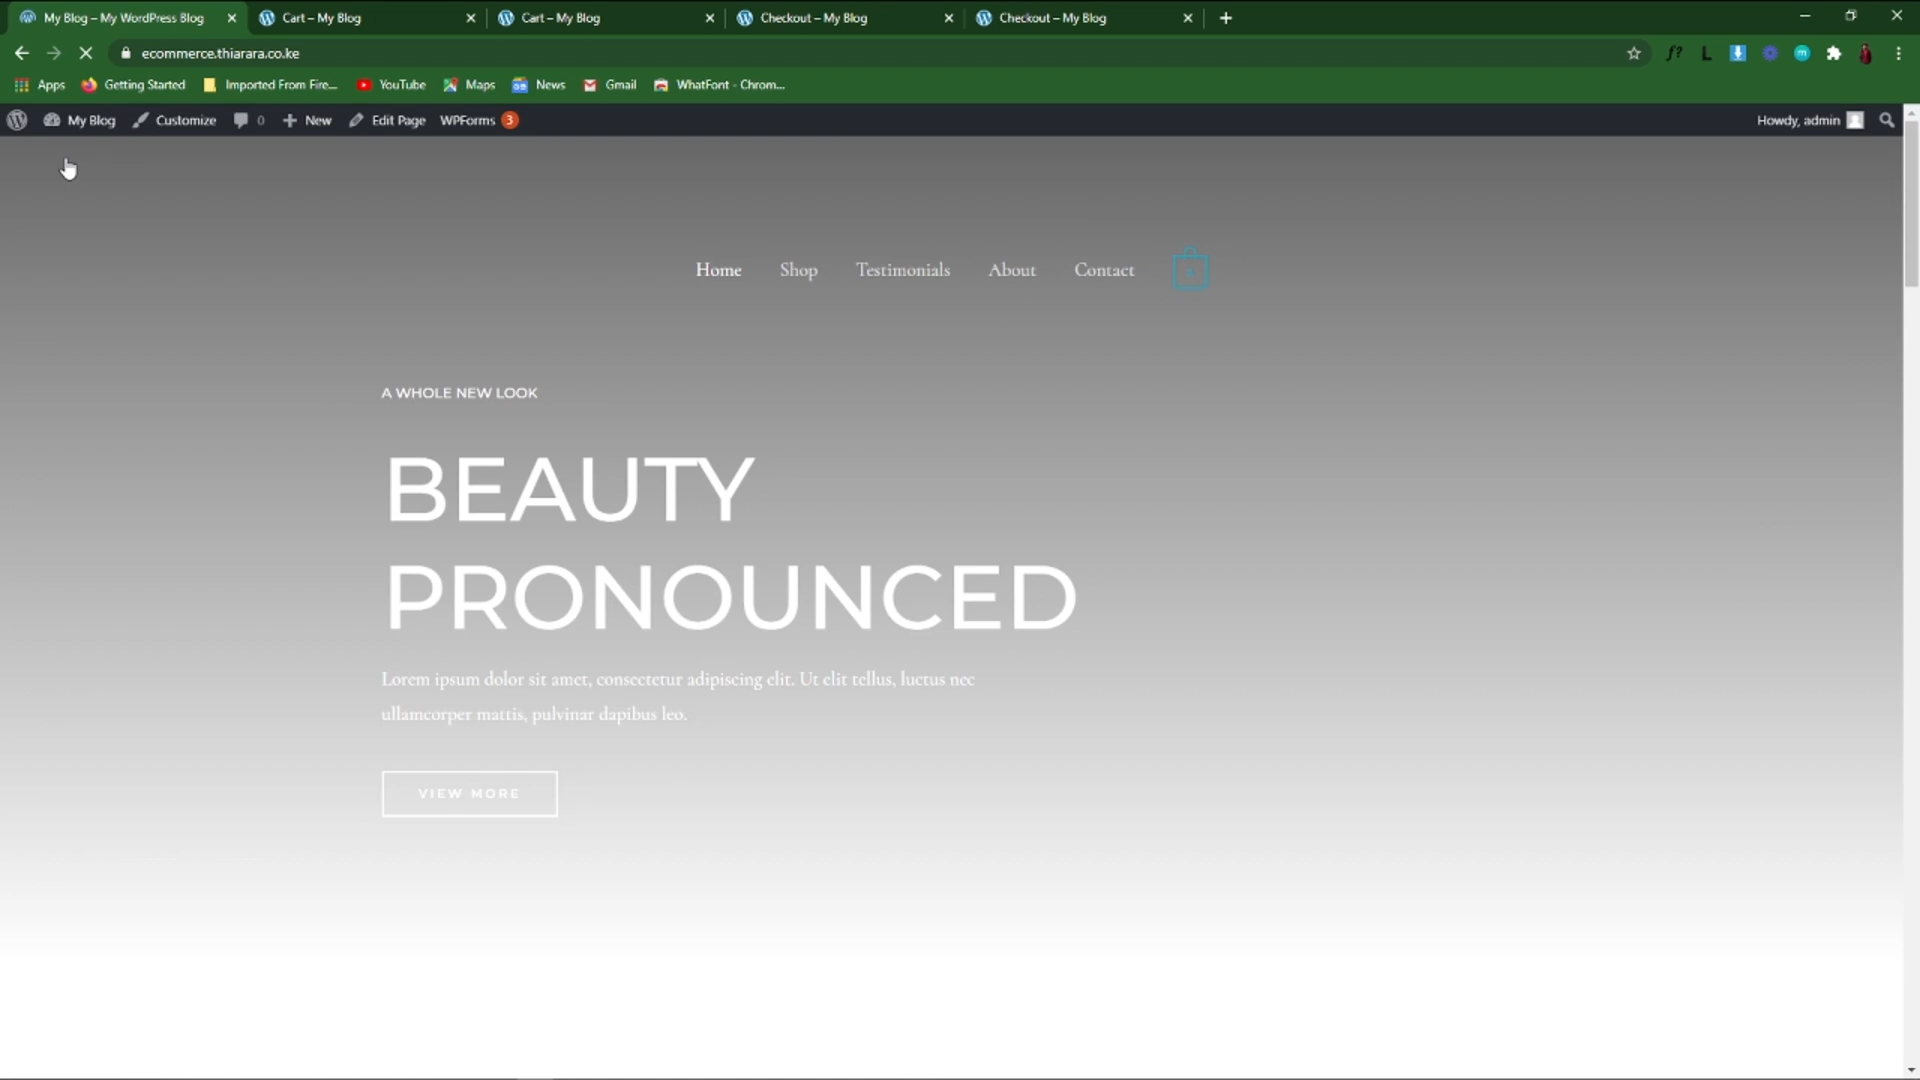 My Blog – My WordPress Blog
Cart – My Blog
Cart – My Blog
Checkout – My Blog
Checkout – My Blog
ecommerce.thiarara.co.ke
Apps
Getting Started
Imported From Fire...
YouTube
Maps
News
Gmail
WhatFont - Chrom...
My Blog
Customize
0
New
Edit Page
WPForms 3
Howdy, admin
Home
Shop
Testimonials
About
Contact
A WHOLE NEW LOOK
BEAUTY
PRONOUNCED
Lorem ipsum dolor sit amet, consectetur adipiscing elit. Ut elit tellus, luctus nec
ullamcorper mattis, pulvinar dapibus leo.
VIEW MORE